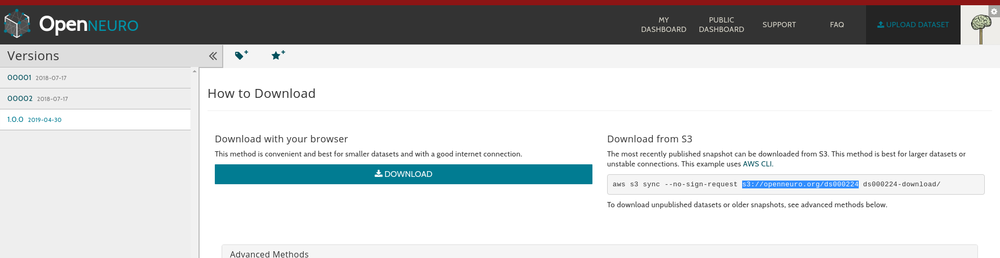 OpenNEURO
MY DASHBOARD
PUBLIC DASHBOARD
SUPPORT
FAQ
UPLOAD DATASET
Versions
00001 2018-07-17
00002 2018-07-17
1.0.0 2019-04-30
How to Download
Download with your browser
This method is convenient and best for smaller datasets and with a good internet connection.
DOWNLOAD
Download from S3
The most recently published snapshot can be downloaded from S3. This method is best for larger datasets or
unstable connections. This example uses AWS CLI.
aws s3 sync --no-sign-request s3://openneuro.org/ds000224 ds000224-download/
To download unpublished datasets or older snapshots, see advanced methods below.
Advanced Methods